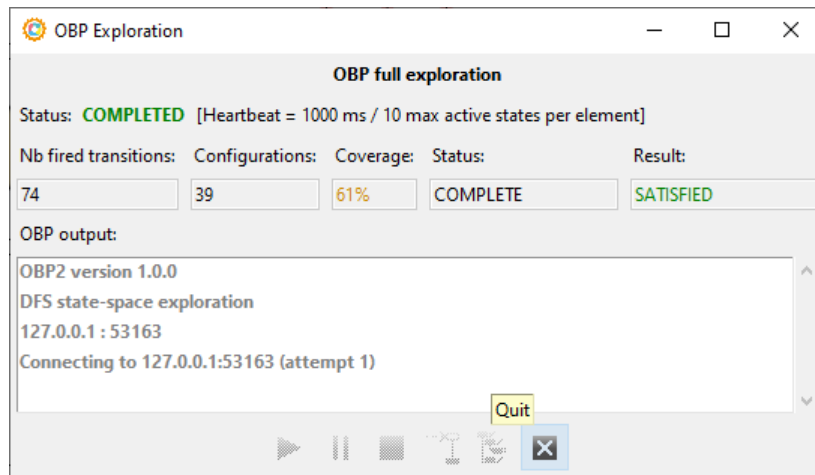 OBP Exploration
OBP full exploration
Status: COMPLETED [Heartbeat = 1000 ms / 10 max active states per element]
Nb fired transitions: Configurations: Coverage: Status: Result:
74 39 61% COMPLETE SATISFIED
OBP output:
OBP2 version 1.0.0
DFS state-space exploration
127.0.0.1 : 53163
Connecting to 127.0.0.1:53163 (attempt 1)
Quit